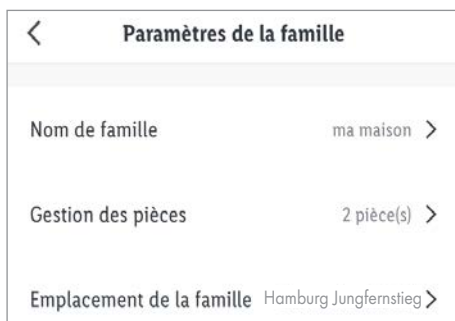 Paramètres de la famille
Nom de famille ma maison
Gestion des pièces 2 pièce(s)
Emplacement de la famille Hamburg Jungfernstieg